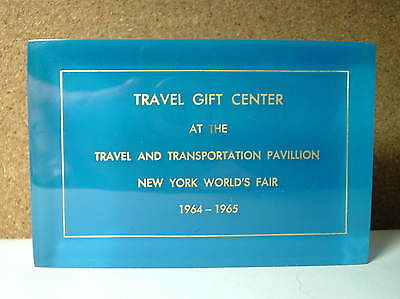 TRAVEL GIFT CENTER
AT THE
TRAVEL AND TRANSPORTATION PAVILLION
NEW YORK WORLD'S FAIR
1964-1965